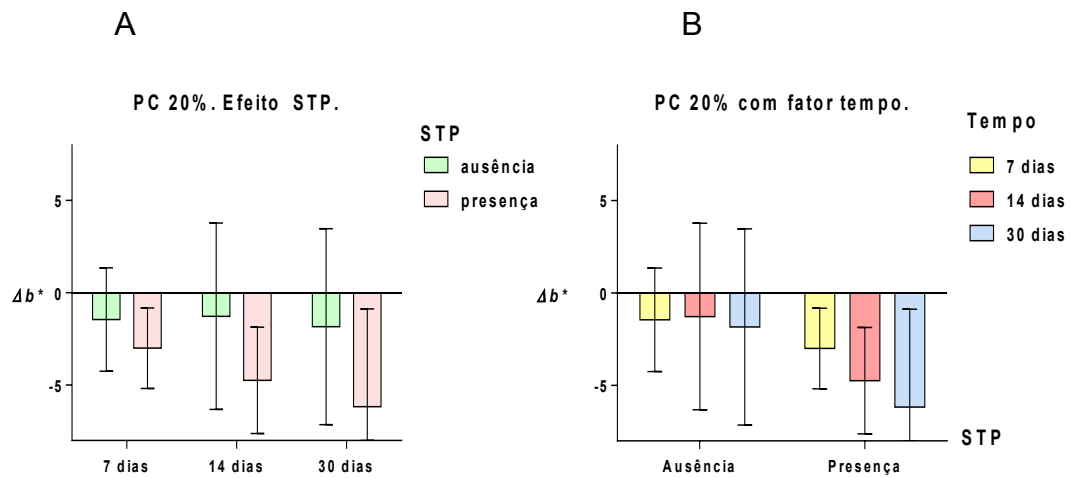 A
PC 20%. Efeito STP.
STP
ausência
presença
5
Δb* 0
-5
7 dias 14 dias 30 dias
B
PC 20% com fator tempo.
Tempo
7 dias
14 dias
30 dias
5
Δb* 0
-5
STP
Ausência Presença